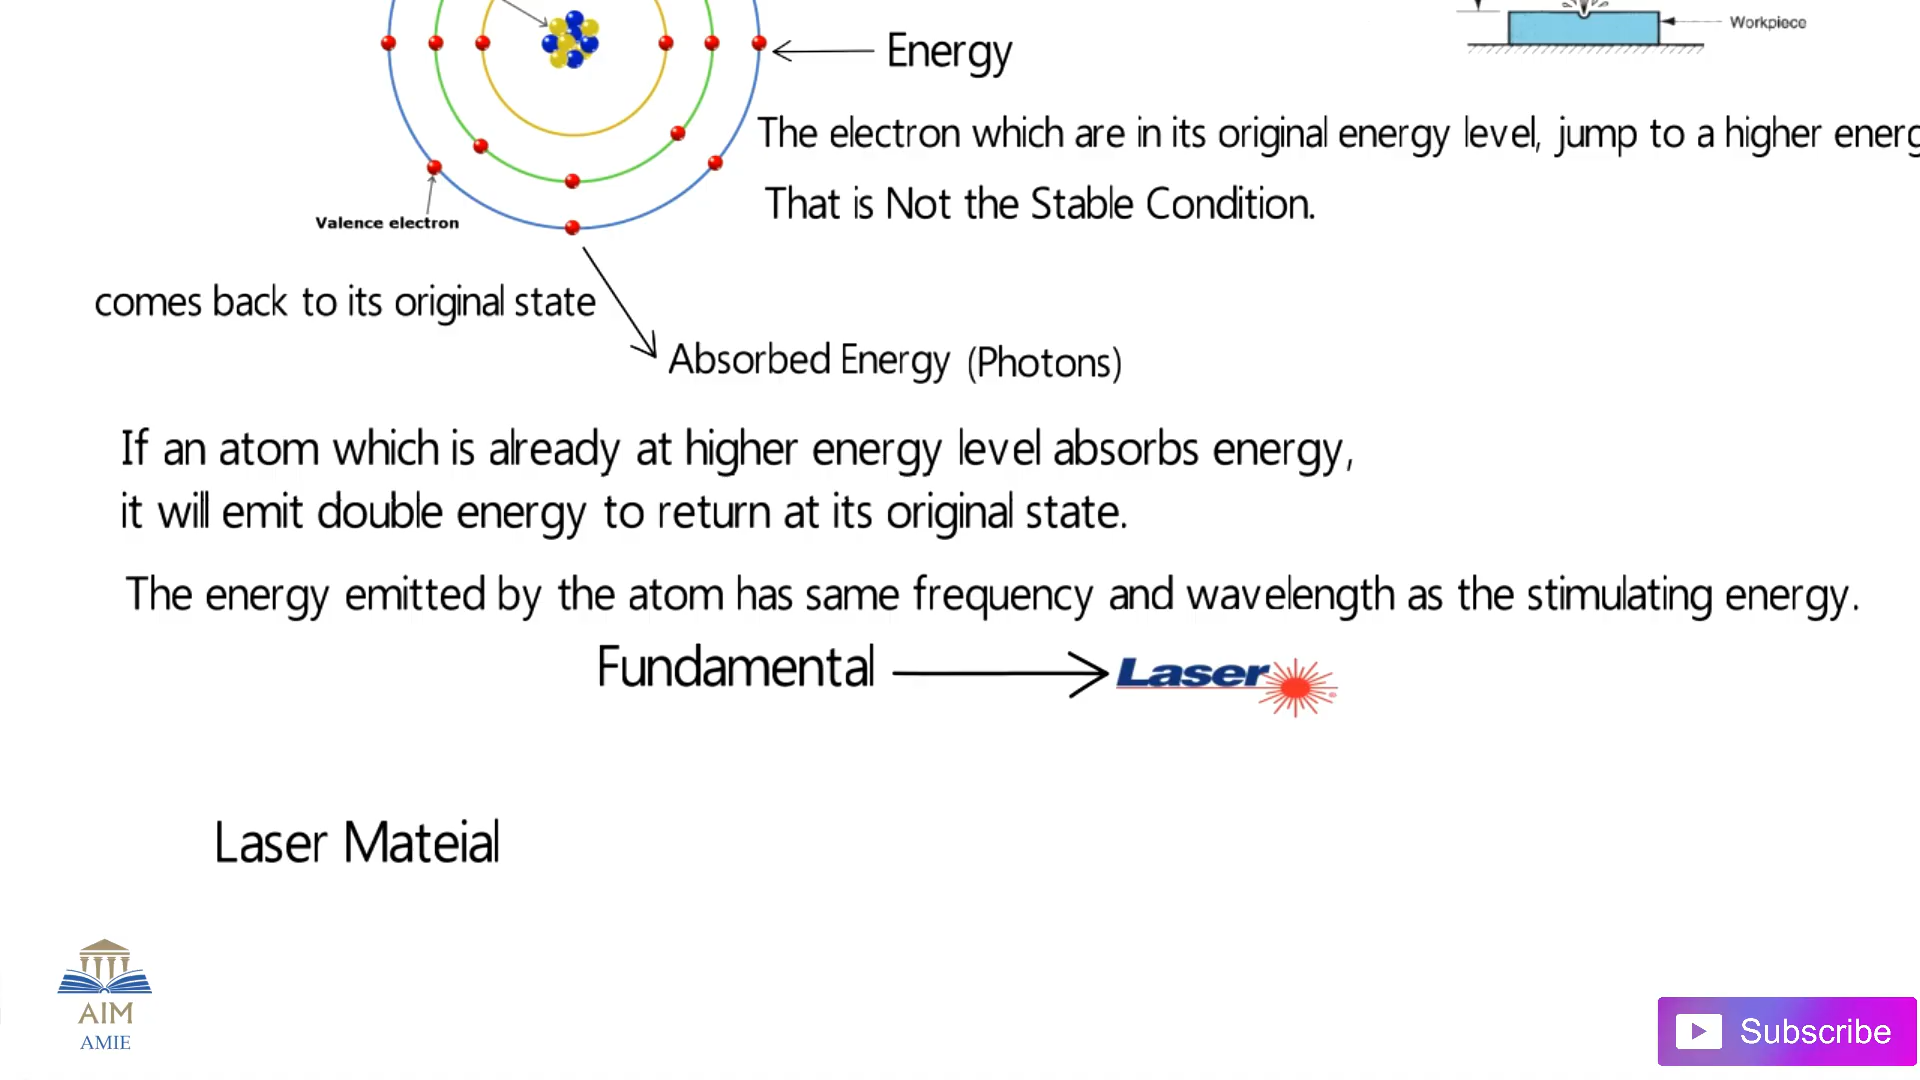 Energy
Workpiece
The electron which are in its original energy level, jump to a higher energ
That is Not the Stable Condition.
Valence electron
comes back to its original state
Absorbed Energy (Photons)
If an atom which is already at higher energy level absorbs energy,
it will emit double energy to return at its original state.
The energy emitted by the atom has same frequency and wavelength as the stimulating energy.
Fundamental
Laser
Laser Mateial
AIM
AMIE
Subscribe